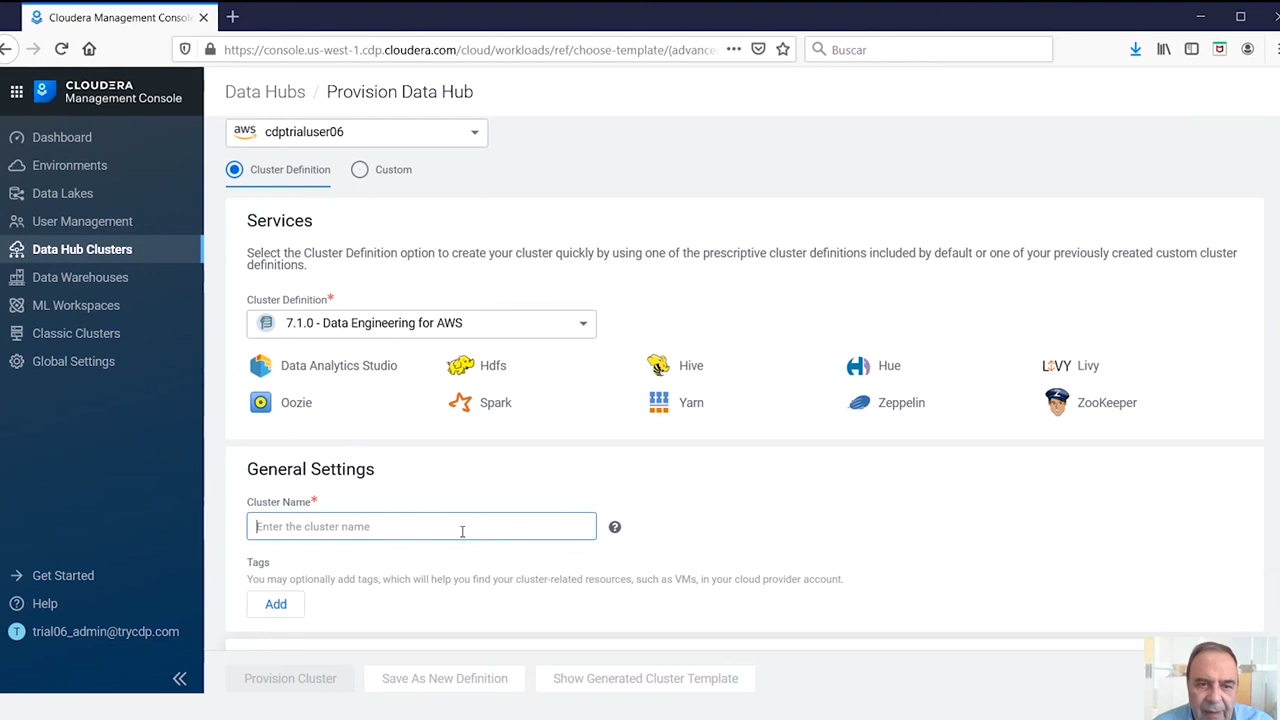 Cloudera Management Console
https://console.us-west-1.cdp.cloudera.com/cloud/workloads/ref/choose-template/(advance
Buscar
CLOUDERA
Management Console
Dashboard
Environments
Data Lakes
User Management
Data Hub Clusters
Data Warehouses
ML Workspaces
Classic Clusters
Global Settings
Get Started
Help
T trial06_admin@trycdp.com
Data Hubs / Provision Data Hub
aws cdptrialuser06
Cluster Definition Custom
Services
Select the Cluster Definition option to create your cluster quickly by using one of the prescriptive cluster definitions included by default or one of your previously created custom cluster
definitions.
Cluster Definition*
7.1.0 - Data Engineering for AWS
Data Analytics Studio Hdfs Hive Hue LIVY Livy
Oozie Spark Yarn Zeppelin Z ZooKeeper
General Settings
Cluster Name*
Enter the cluster name ?
Tags
You may optionally add tags, which will help you find your cluster-related resources, such as VMs, in your cloud provider account.
Add
Provision Cluster Save As New Definition Show Generated Cluster Template